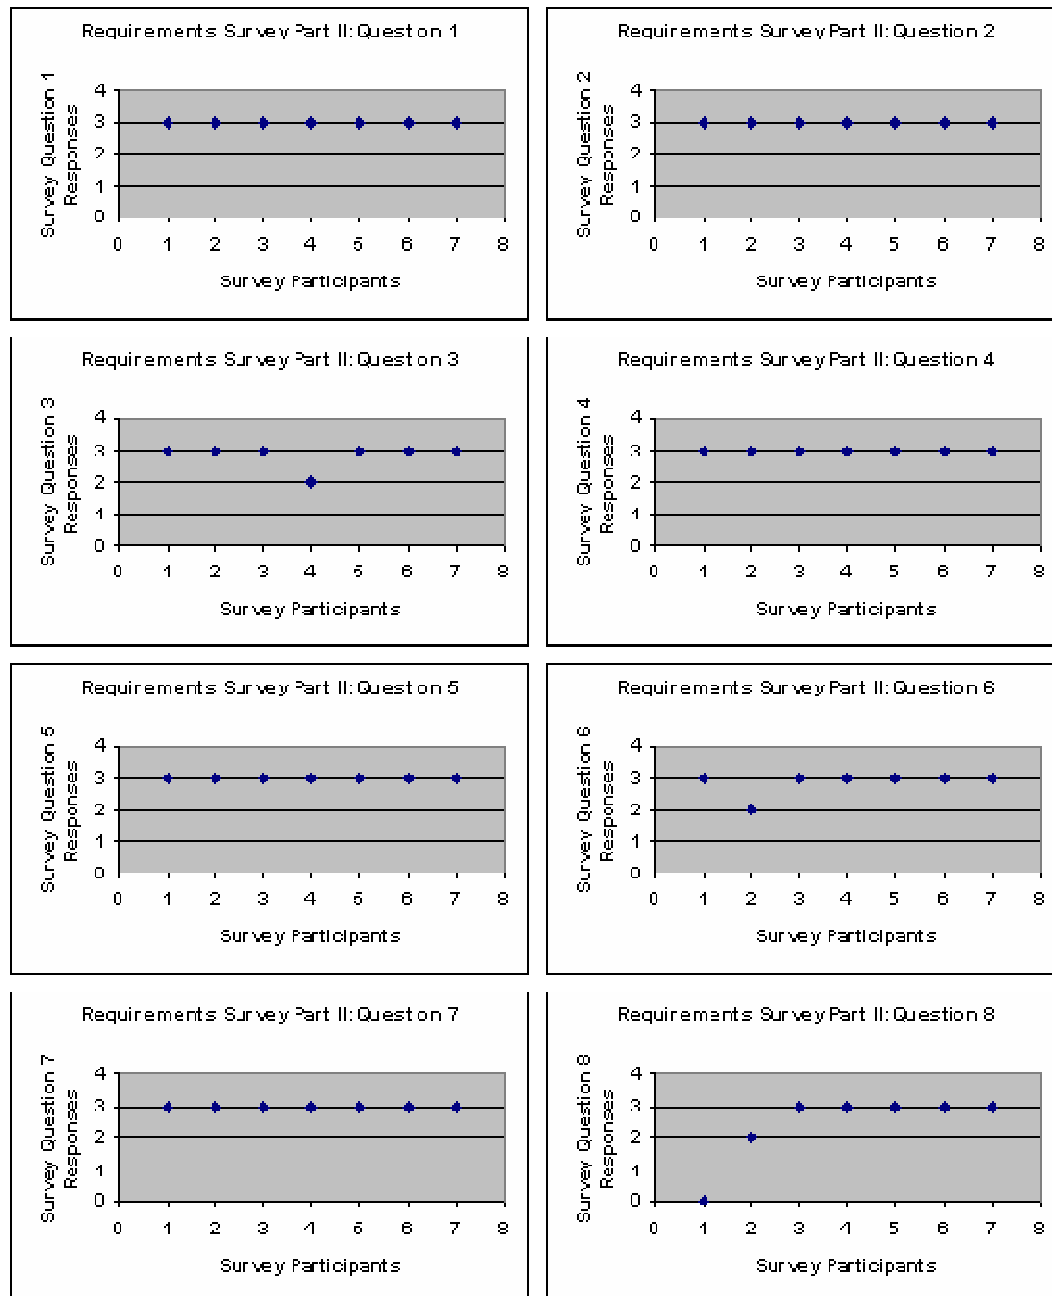 Requirements Survey Part II: Question 1
Survey Question 1
Responses
4
3
2
1
0
0 1 2 3 4 5 6 7 8
Survey Participants
Requirements Survey Part II: Question 2
Survey Question 2
Responses
4
3
2
1
0
0 1 2 3 4 5 6 7 8
Survey Participants
Requirements Survey Part II: Question 3
Survey Question 3
Responses
4
3
2
1
0
0 1 2 3 4 5 6 7 8
Survey Participants
Requirements Survey Part II: Question 4
Survey Question 4
Responses
4
3
2
1
0
0 1 2 3 4 5 6 7 8
Survey Participants
Requirements Survey Part II: Question 5
Survey Question 5
Responses
4
3
2
1
0
0 1 2 3 4 5 6 7 8
Survey Participants
Requirements Survey Part II: Question 6
Survey Question 6
Responses
4
3
2
1
0
0 1 2 3 4 5 6 7 8
Survey Participants
Requirements Survey Part II: Question 7
Survey Question 7
Responses
4
3
2
1
0
0 1 2 3 4 5 6 7 8
Survey Participants
Requirements Survey Part II: Question 8
Survey Question 8
Responses
4
3
2
1
0
0 1 2 3 4 5 6 7 8
Survey Participants